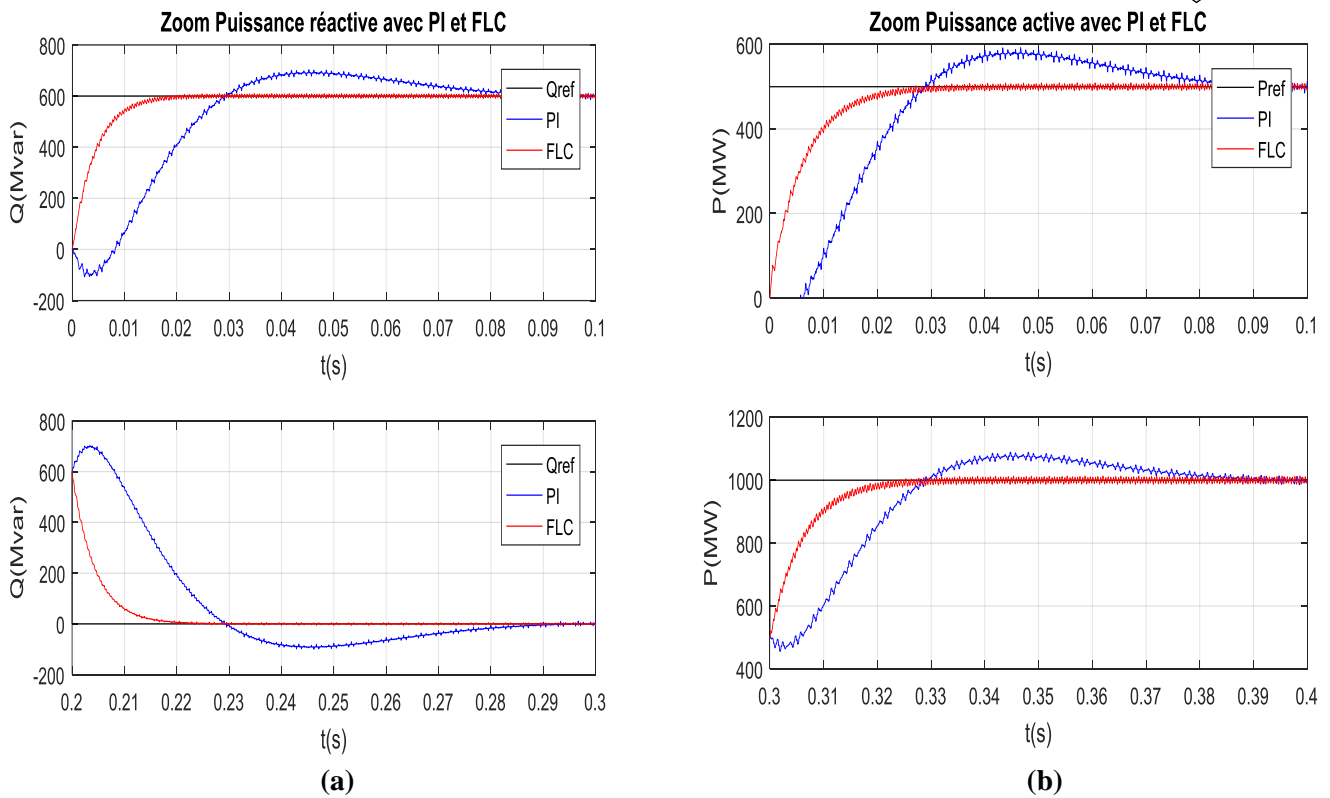 Zoom Puissance réactive avec PI et FLC
800
600
400
200
0
-200
Q(Mvar)
Qref
PI
FLC
0 0.01 0.02 0.03 0.04 0.05 0.06 0.07 0.08 0.09 0.1
t(s)
800
600
400
200
0
-200
Q(Mvar)
Qref
PI
FLC
0.2 0.21 0.22 0.23 0.24 0.25 0.26 0.27 0.28 0.29 0.3
t(s)
(a)
Zoom Puissance active avec PI et FLC
600
400
200
0
P(MW)
Pref
PI
FLC
0 0.01 0.02 0.03 0.04 0.05 0.06 0.07 0.08 0.09 0.1
t(s)
1200
1000
800
600
400
P(MW)
Qref
PI
FLC
0.3 0.31 0.32 0.33 0.34 0.35 0.36 0.37 0.38 0.39 0.4
t(s)
(b)